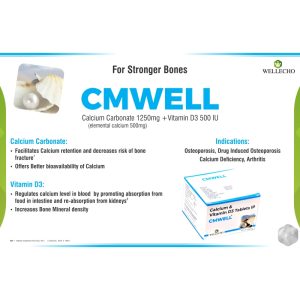 For Stronger Bones
WELLECHO
CMWELL
Calcium Carbonate 1250mg + Vitamin D3 500 IU
(elemental calcium 500mg)
Calcium Carbonate:
• Facilitates Calcium retention and decreases risk of bone
fracture¹
• Offers Better bioavailability of Calcium
Vitamin D3:
• Regulates calcium level in blood by promoting absorption from
food in intestine and re-absorption from kidneys²
• Increases Bone Mineral density
Indications:
Osteoporosis, Drug Induced Osteoporosis
Calcium Deficiency, Arthritis
Calcium &
Vitamin D3 Tablets IP
CMWELL